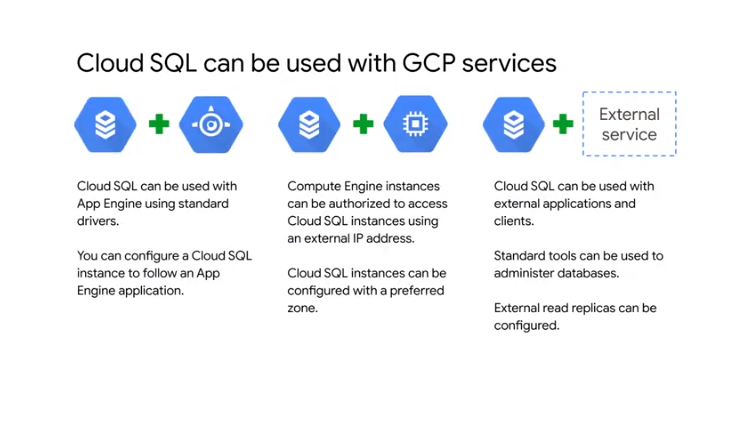 Cloud SQL can be used with GCP services
External
service
Cloud SQL can be used with
App Engine using standard
drivers.
You can configure a Cloud SQL
instance to follow an App
Engine application.
Compute Engine instances
can be authorized to access
Cloud SQL instances using
an external IP address.
Cloud SQL instances can be
configured with a preferred
zone.
Cloud SQL can be used with
external applications and
clients.
Standard tools can be used to
administer databases.
External read replicas can be
configured.